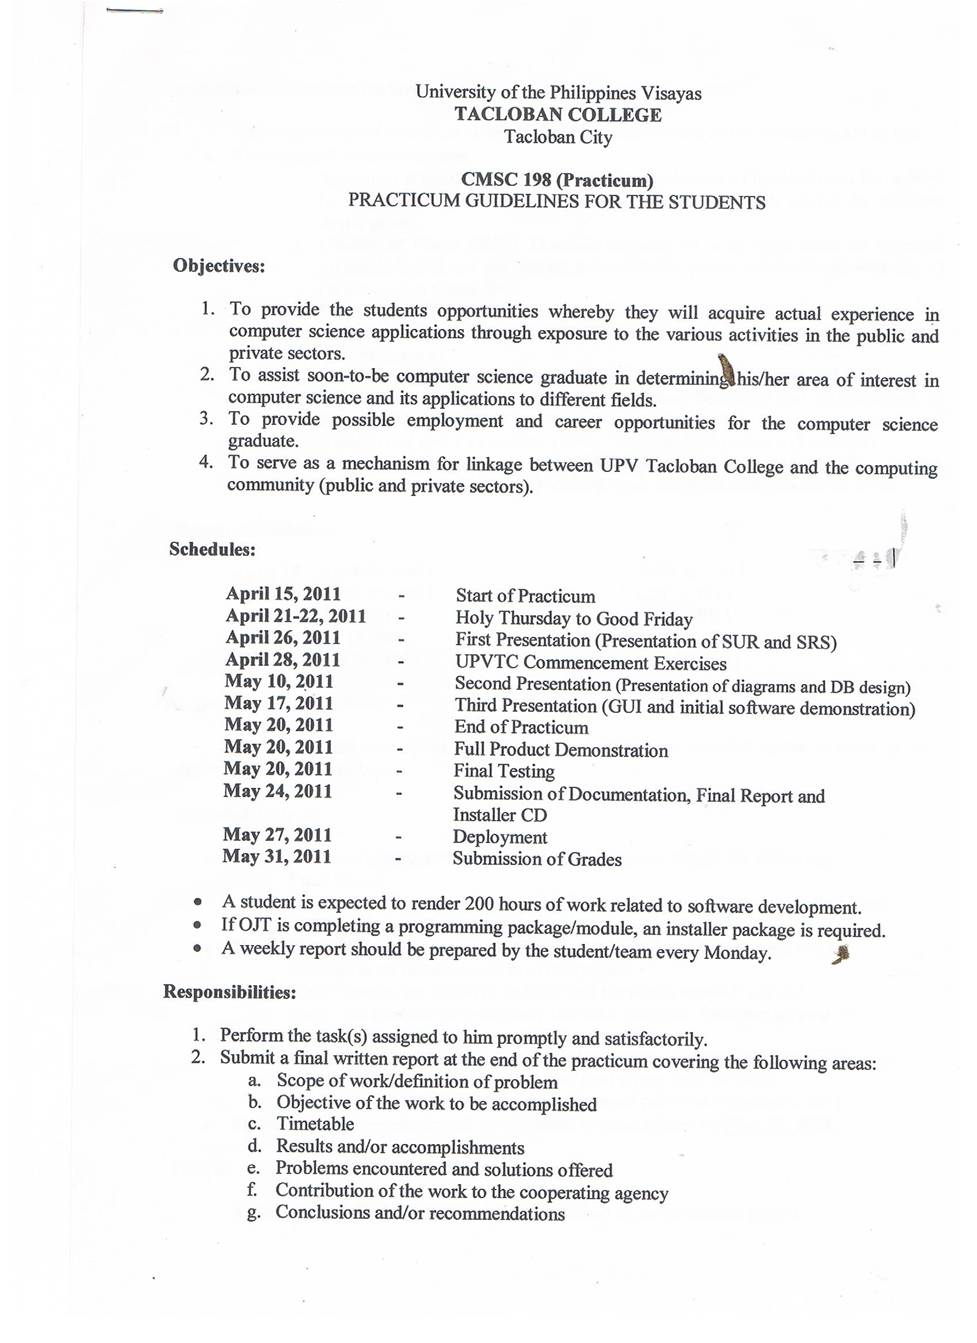 University of the Philippines Visayas
TACLOBAN COLLEGE
Tacloban City
CMSC 198 (Practicum)
PRACTICUM GUIDELINES FOR THE STUDENTS
Objectives:
1. To provide the students opportunities whereby they will acquire actual experience in
computer science applications through exposure to the various activities in the public and
private sectors.
2. To assist soon-to-be computer science graduate in determining his/her area of interest in
computer science and its applications to different fields.
3. To provide possible employment and career opportunities for the computer science
graduate.
4. To serve as a mechanism for linkage between UPV Tacloban College and the computing
community (public and private sectors).
Schedules:
April 15, 2011 - Start of Practicum
April 21-22, 2011 - Holy Thursday to Good Friday
April 26, 2011 - First Presentation (Presentation of SUR and SRS)
April 28, 2011 - UPVTC Commencement Exercises
May 10, 2011 - Second Presentation (Presentation of diagrams and DB design)
May 17, 2011 - Third Presentation (GUI and initial software demonstration)
May 20, 2011 - End of Practicum
May 20, 2011 - Full Product Demonstration
May 20, 2011 - Final Testing
May 24, 2011 - Submission of Documentation, Final Report and
Installer CD
May 27, 2011 - Deployment
May 31, 2011 - Submission of Grades
• A student is expected to render 200 hours of work related to software development.
• If OJT is completing a programming package/module, an installer package is required.
• A weekly report should be prepared by the student/team every Monday.
Responsibilities:
1. Perform the task(s) assigned to him promptly and satisfactorily.
2. Submit a final written report at the end of the practicum covering the following areas:
a. Scope of work/definition of problem
b. Objective of the work to be accomplished
c. Timetable
d. Results and/or accomplishments
e. Problems encountered and solutions offered
f. Contribution of the work to the cooperating agency
g. Conclusions and/or recommendations